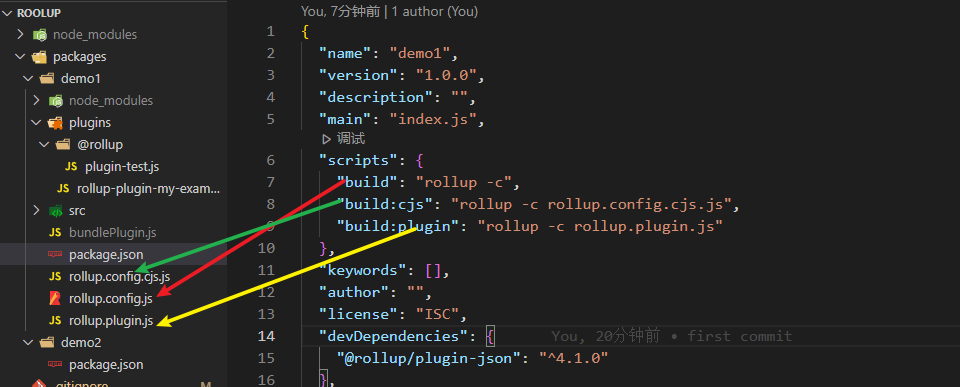 ROOLUP
node_modules
packages
demo1
node_modules
plugins
@rollup
JS plugin-test.js
JS rollup-plugin-my-exam...
src
JS bundlePlugin.js
package.json
JS rollup.config.cjs.js
rollup.config.js
JS rollup.plugin.js
demo2
package.json
.gitignore M
You, 7分钟前 | 1 author (You)
1 {
2 "name": "demo1",
3 "version": "1.0.0",
4 "description": "",
5 "main": "index.js",
调试
6 "scripts": {
7 "build": "rollup -c",
8 "build:cjs": "rollup -c rollup.config.cjs.js",
9 "build:plugin": "rollup -c rollup.plugin.js"
10 },
11 "keywords": [],
12 "author": "",
13 "license": "ISC",
14 "devDependencies": { You, 20分钟前 • first commit
15 "@rollup/plugin-json": "^4.1.0"
16 },